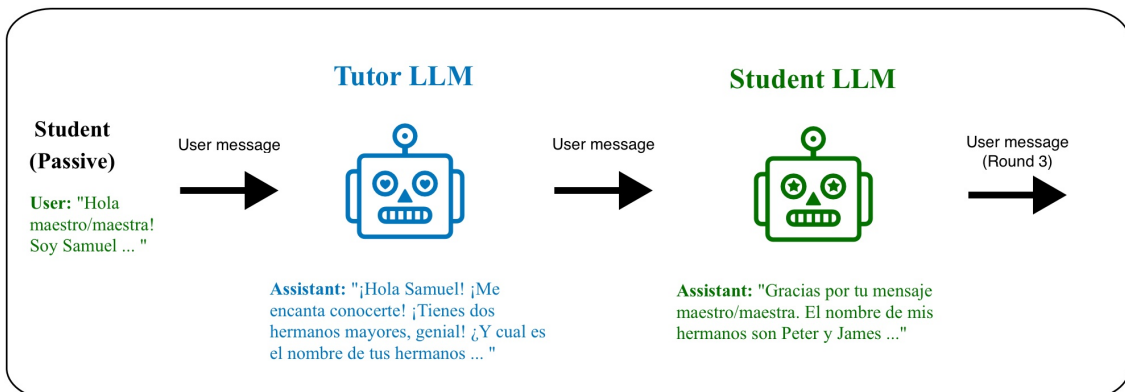 Tutor LLM
Student LLM
Student
(Passive)
User message
User message
User message
(Round 3)
User: "Hola
maestro/maestra!
Soy Samuel ... "
Assistant: "¡Hola Samuel! ¡Me
encanta conocerte! ¡Tienes dos
hermanos mayores, genial! ¿Y cual es
el nombre de tus hermanos ... "
Assistant: "Gracias por tu mensaje
maestro/maestra. El nombre de mis
hermanos son Peter y James ..."